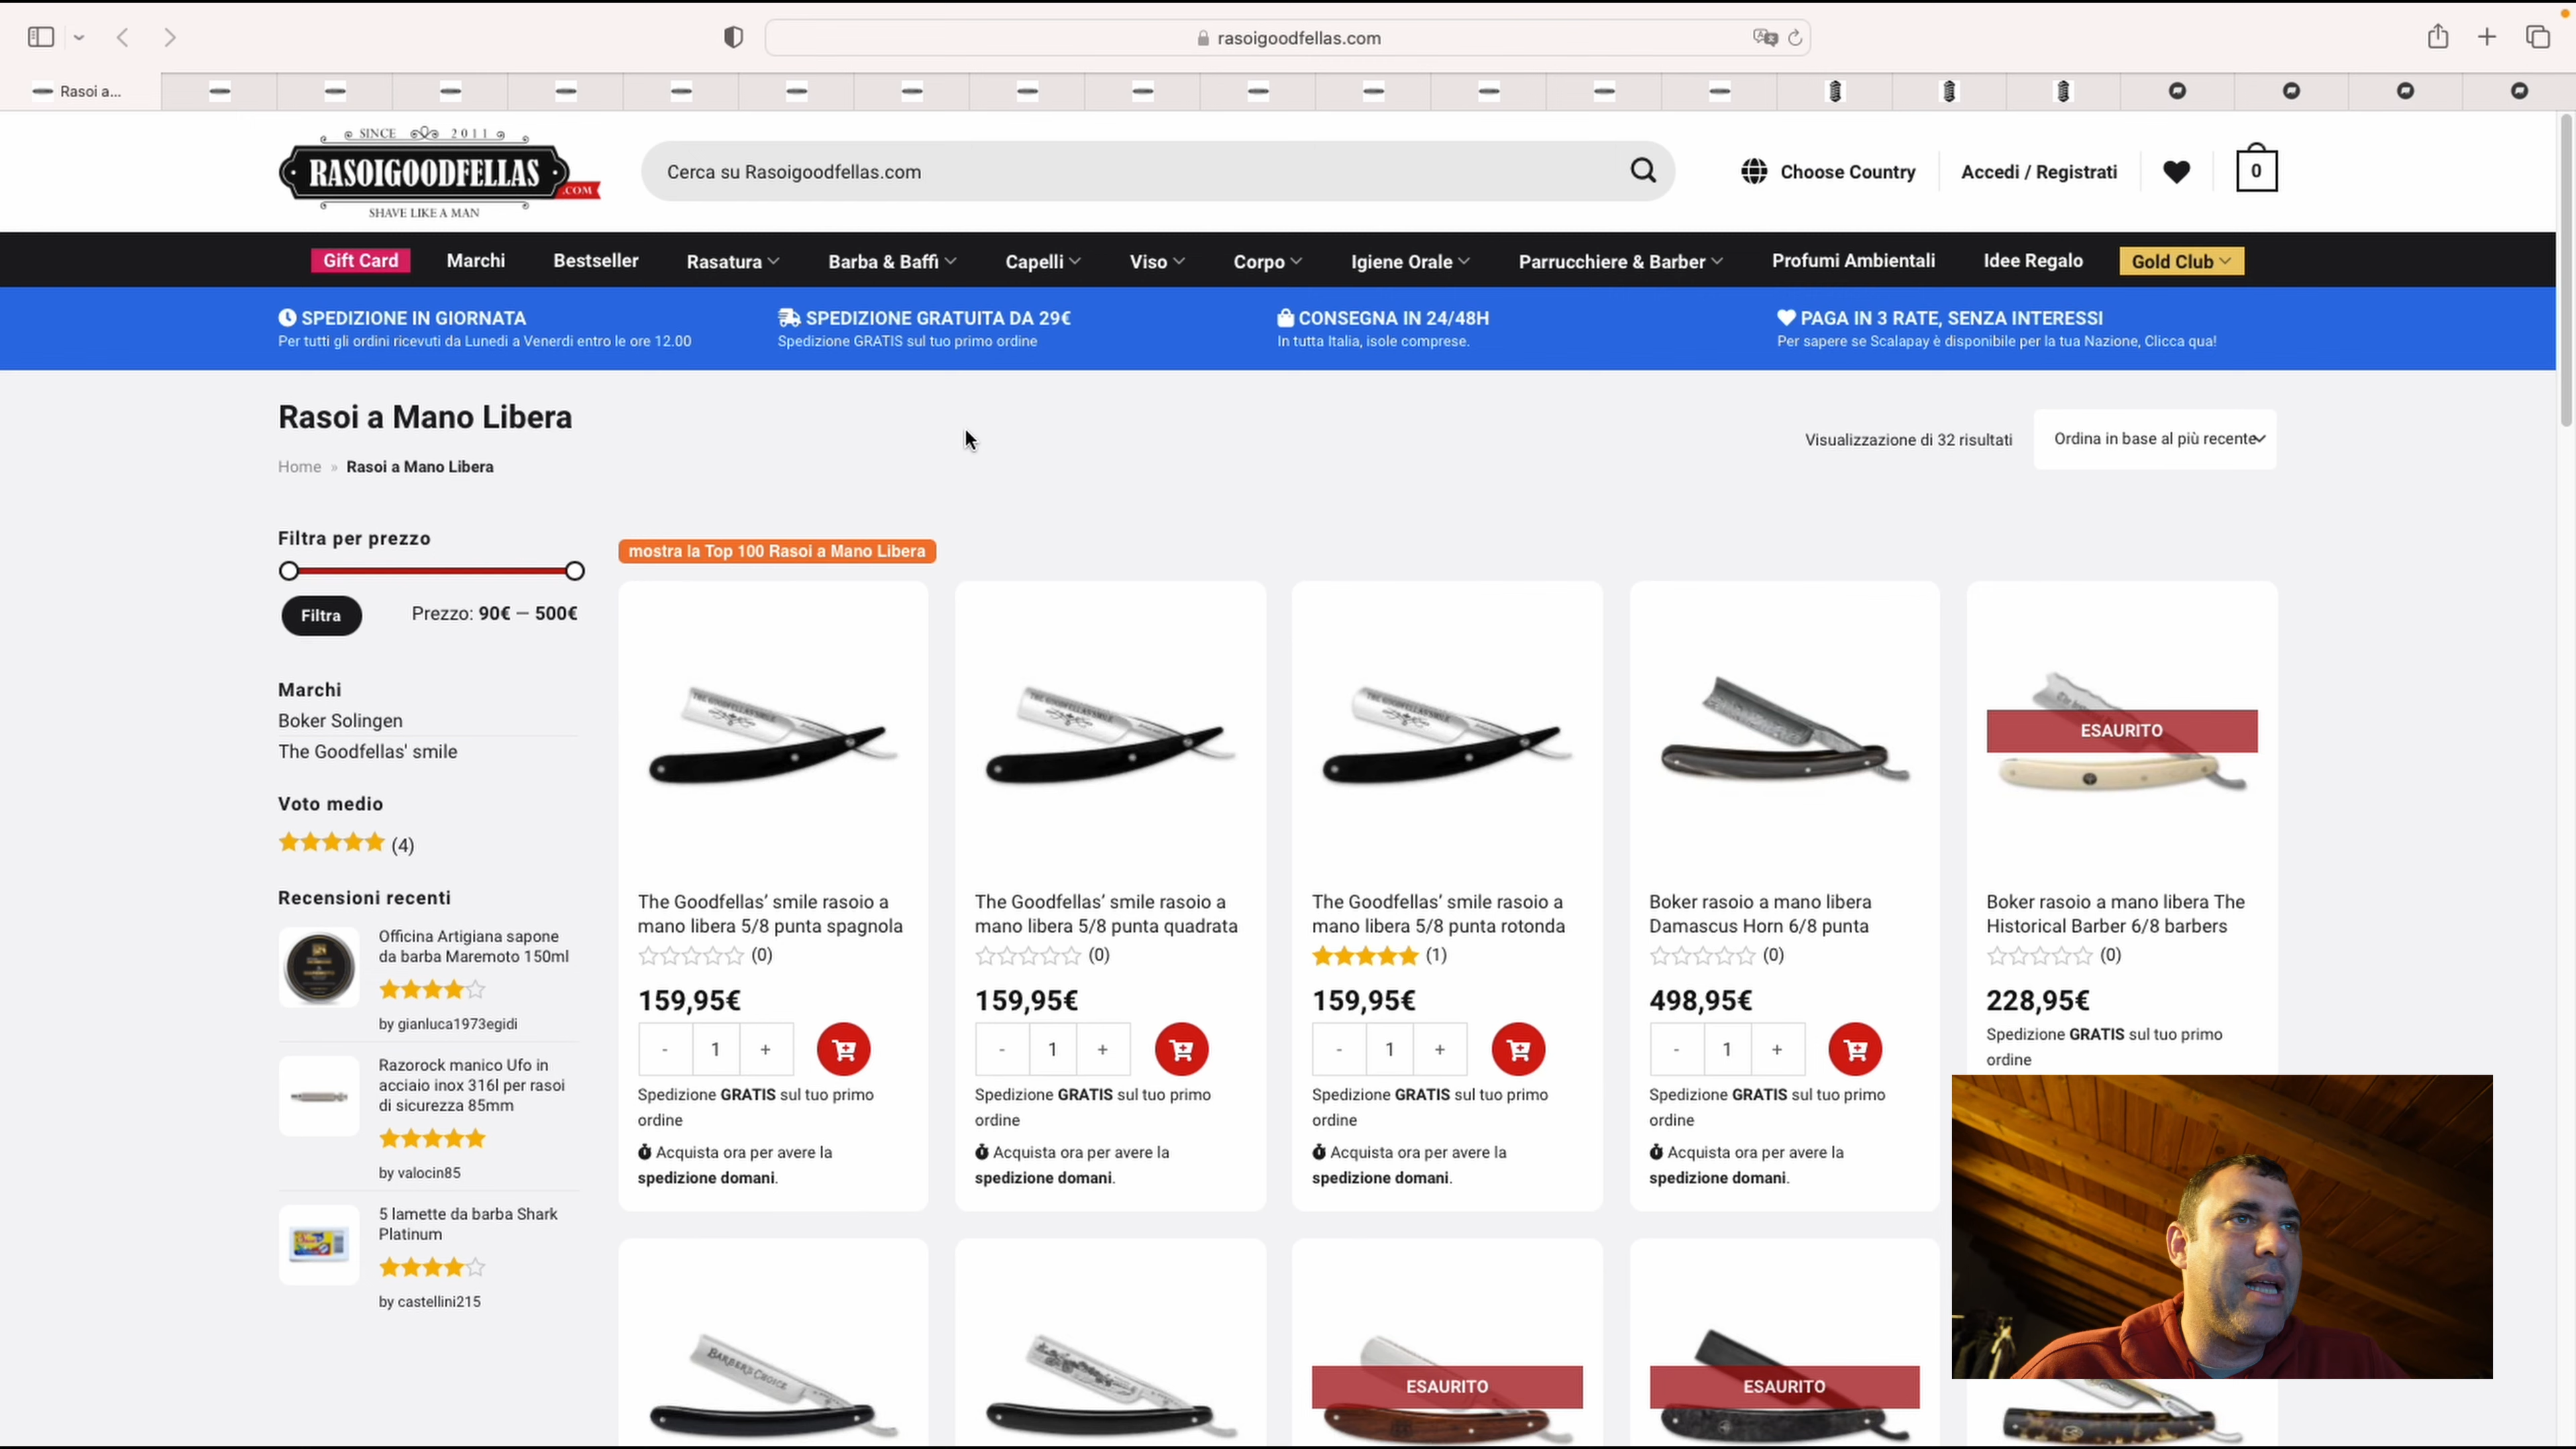 rasoigoodfellas.com
Rasoi a...
SINCE 2011
RASOIGOODFELLAS
.COM
SHAVE LIKE A MAN
Cerca su Rasoigoodfellas.com
Choose Country
Accedi / Registrati
0
Gift Card
Marchi
Bestseller
Rasatura
Barba & Baffi
Capelli
Viso
Corpo
Igiene Orale
Parrucchiere & Barber
Profumi Ambientali
Idee Regalo
Gold Club
SPEDIZIONE IN GIORNATA
Per tutti gli ordini ricevuti da Lunedi a Venerdi entro le ore 12.00
SPEDIZIONE GRATUITA DA 29€
Spedizione GRATIS sul tuo primo ordine
CONSEGNA IN 24/48H
In tutta Italia, isole comprese.
PAGA IN 3 RATE, SENZA INTERESSI
Per sapere se Scalapay è disponibile per la tua Nazione, Clicca qua!
Rasoi a Mano Libera
Home » Rasoi a Mano Libera
Visualizzazione di 32 risultati
Ordina in base al più recente
Filtra per prezzo
Filtra
Prezzo: 90€ — 500€
Marchi
Boker Solingen
The Goodfellas' smile
Voto medio
(4)
Recensioni recenti
Officina Artigiana sapone
da barba Maremoto 150ml
by gianluca1973egidi
Razorock manico Ufo in
acciaio inox 316l per rasoi
di sicurezza 85mm
by valocin85
5 lamette da barba Shark
Platinum
by castellini215
mostra la Top 100 Rasoi a Mano Libera
THE GOODFELLAS' SMILE
The Goodfellas’ smile rasoio a
mano libera 5/8 punta spagnola
(0)
159,95€
- 1 +
Spedizione GRATIS sul tuo primo
ordine
Acquista ora per avere la
spedizione domani.
THE GOODFELLAS' SMILE
The Goodfellas’ smile rasoio a
mano libera 5/8 punta quadrata
(0)
159,95€
- 1 +
Spedizione GRATIS sul tuo primo
ordine
Acquista ora per avere la
spedizione domani.
THE GOODFELLAS' SMILE
The Goodfellas’ smile rasoio a
mano libera 5/8 punta rotonda
(1)
159,95€
- 1 +
Spedizione GRATIS sul tuo primo
ordine
Acquista ora per avere la
spedizione domani.
Boker rasoio a mano libera
Damascus Horn 6/8 punta
(0)
498,95€
- 1 +
Spedizione GRATIS sul tuo primo
ordine
Acquista ora per avere la
spedizione domani.
ESAURITO
Boker rasoio a mano libera The
Historical Barber 6/8 barbers
(0)
228,95€
Spedizione GRATIS sul tuo primo
ordine
BARBER'S CHOICE
ESAURITO
ESAURITO